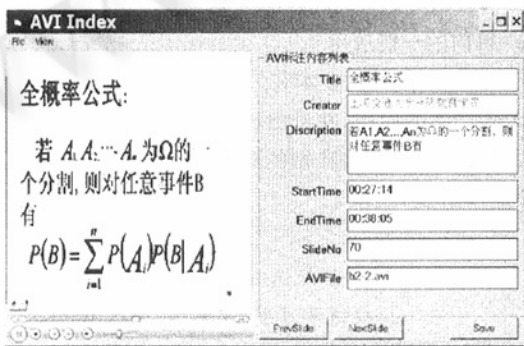 AVI Index
File View
全概率公式:
若 A₁ A₂ ⋯ Aₙ 为Ω的
个分割, 则对任意事件B
有
P(B)=∑ⁿᵢ₌₁P(Aᵢ)P(B|Aᵢ)
AVI标注内容列表
Title 全概率公式
Creater
Discription 若A1,A2...,An为Ω的一个分割, 则
对任意事件B有
StartTime 00:27:14
EndTime 00:38:05
SlideNo 70
AVIFile b2-2.avi
PrevSlide NextSlide Save